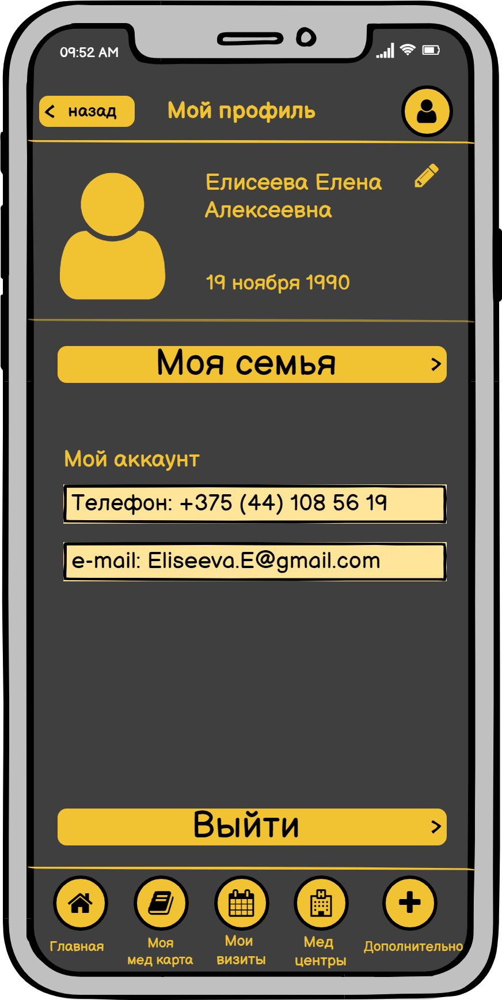 09:52 AM
назад
Мой профиль
Елисеева Елена
Алексеевна
19 ноября 1990
Моя семья
Мой аккаунт
Телефон: +375 (44) 108 56 19
e-mail: Eliseeva.E@gmail.com
Выйти
H
Главная
Моя
мед карта
Мои
визиты
Мед
центры
Дополнительно